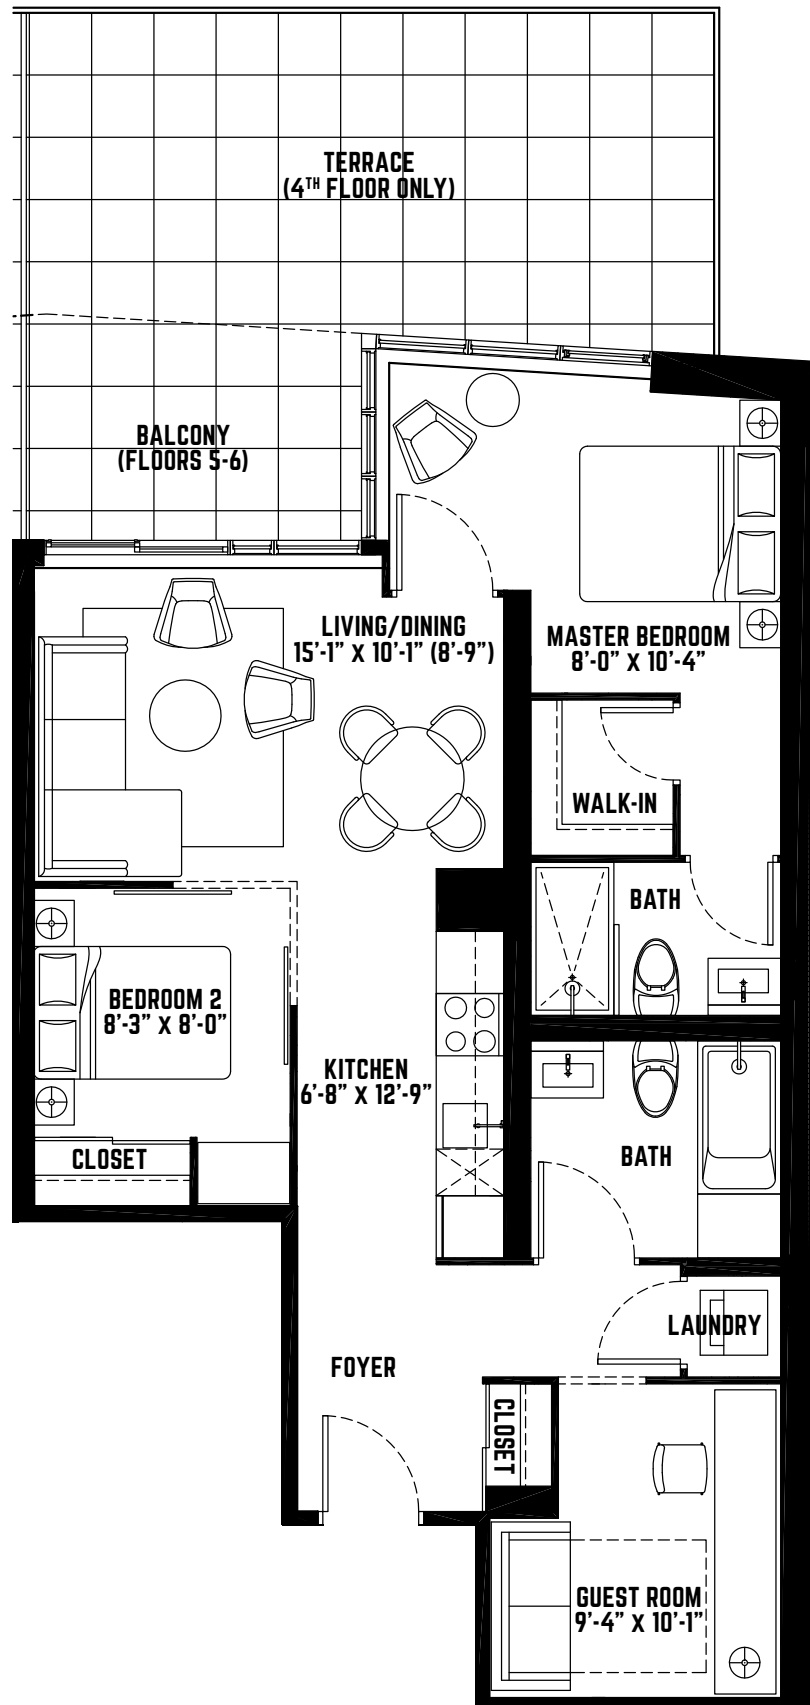 TERRACE
(4TH FLOOR ONLY)
BALCONY
(FLOORS 5-6)
LIVING/DINING
15'-1" X 10'-1" (8'-9")
MASTER BEDROOM
8'-0" X 10'-4"
WALK-IN
BATH
BEDROOM 2
8'-3" X 8'-0"
KITCHEN
6'-8" X 12'-9"
CLOSET
BATH
LAUNDRY
FOYER
CLOSET
GUEST ROOM
9'-4" X 10'-1"